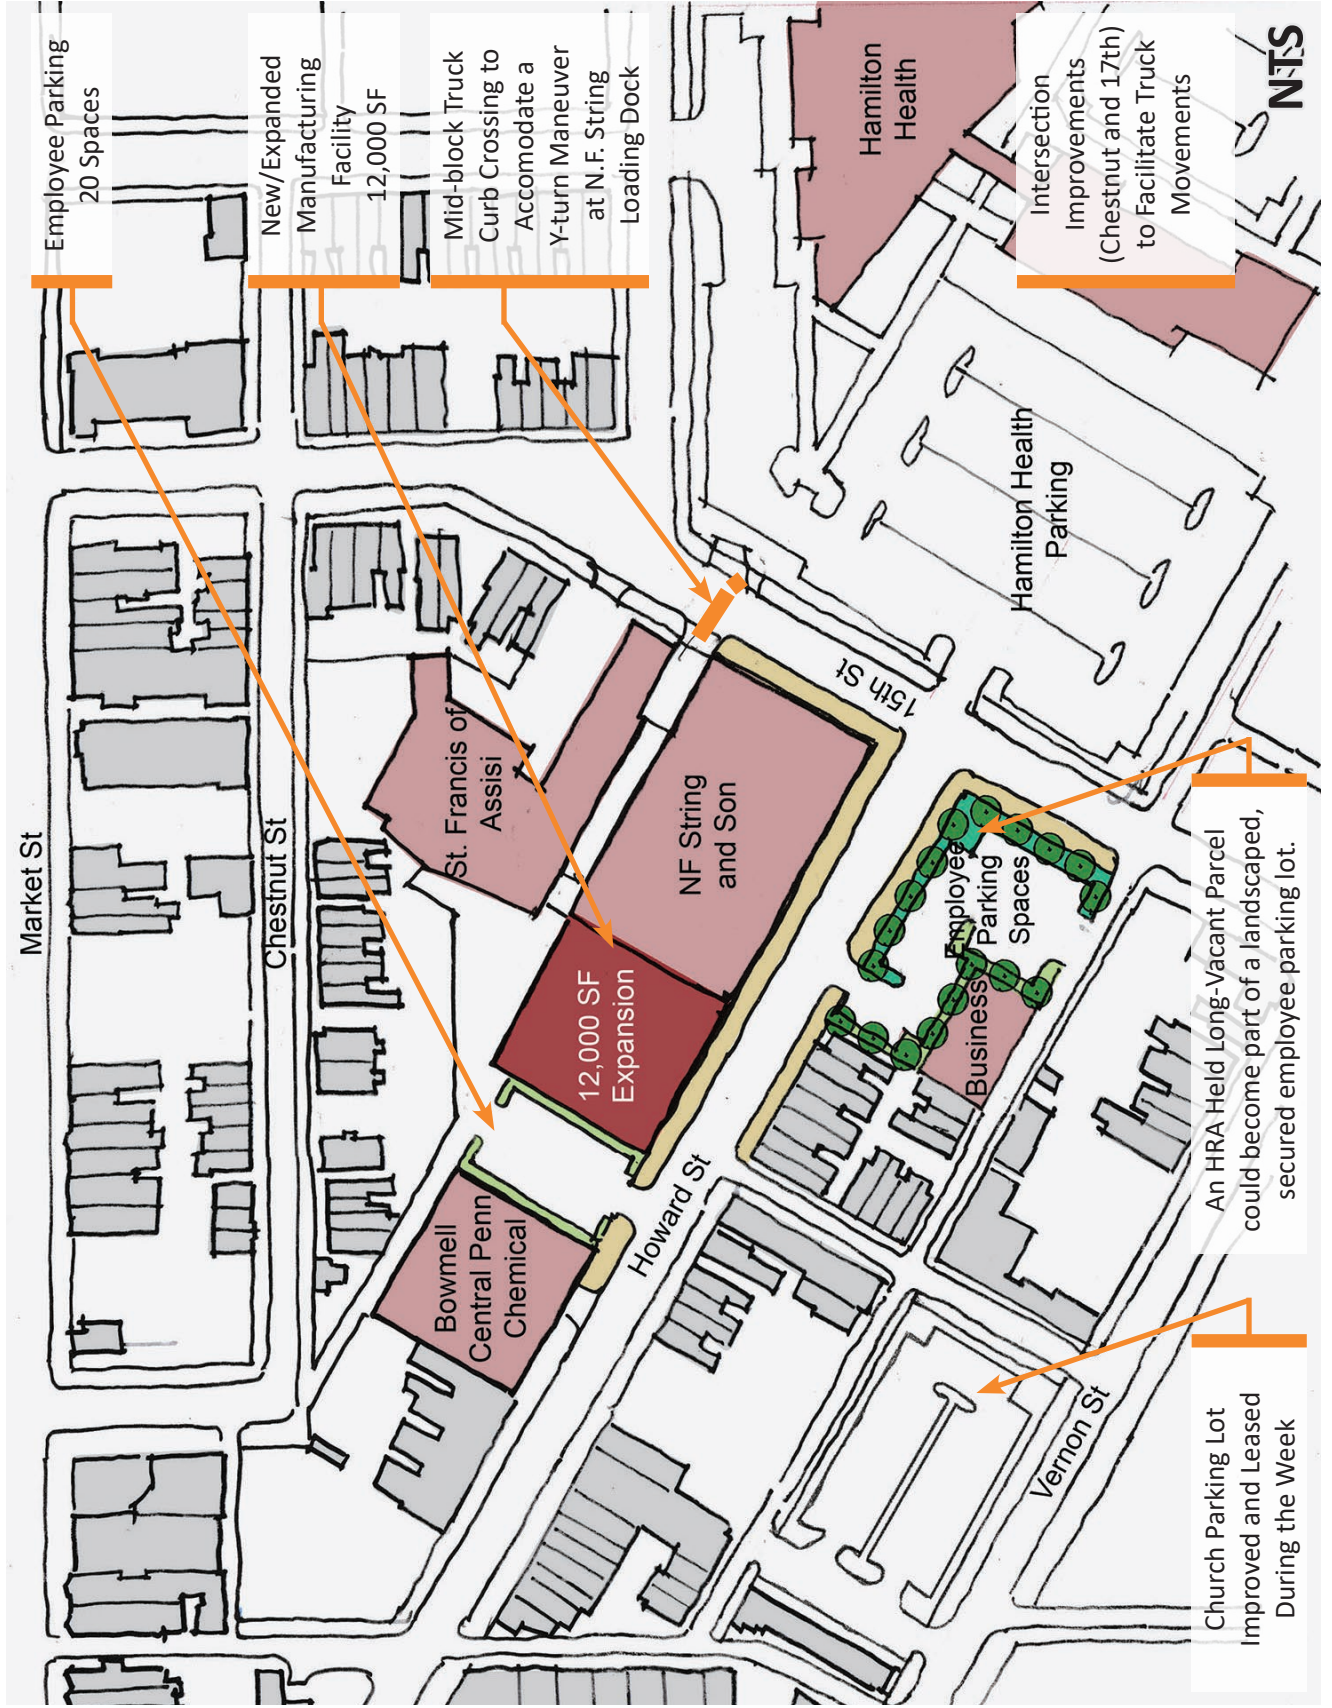 Church Parking Lot
Improved and Leased
During the Week
An HRA Held Long-Vacant Parcel
could become part of a landscaped,
secured employee parking lot.
Intersection
Improvements
(Chestnut and 17th)
to Facilitate Truck
Movements
Mid-block Truck
Curb Crossing to
Accomodate a
Y-turn Maneuver
at N.F. String
Loading Dock
New/Expanded
Manufacturing
Facility
12,000 SF
Employee Parking
20 Spaces
Market St
Chestnut St
St. Francis of
Assisi
Bowmell
Central Penn
Chemical
12,000 SF
Expansion
NF String
and Son
15th St
Howard St
Employee
Parking
Spaces
Business
Vernon St
Hamilton Health
Parking
Hamilton
Health
NTS